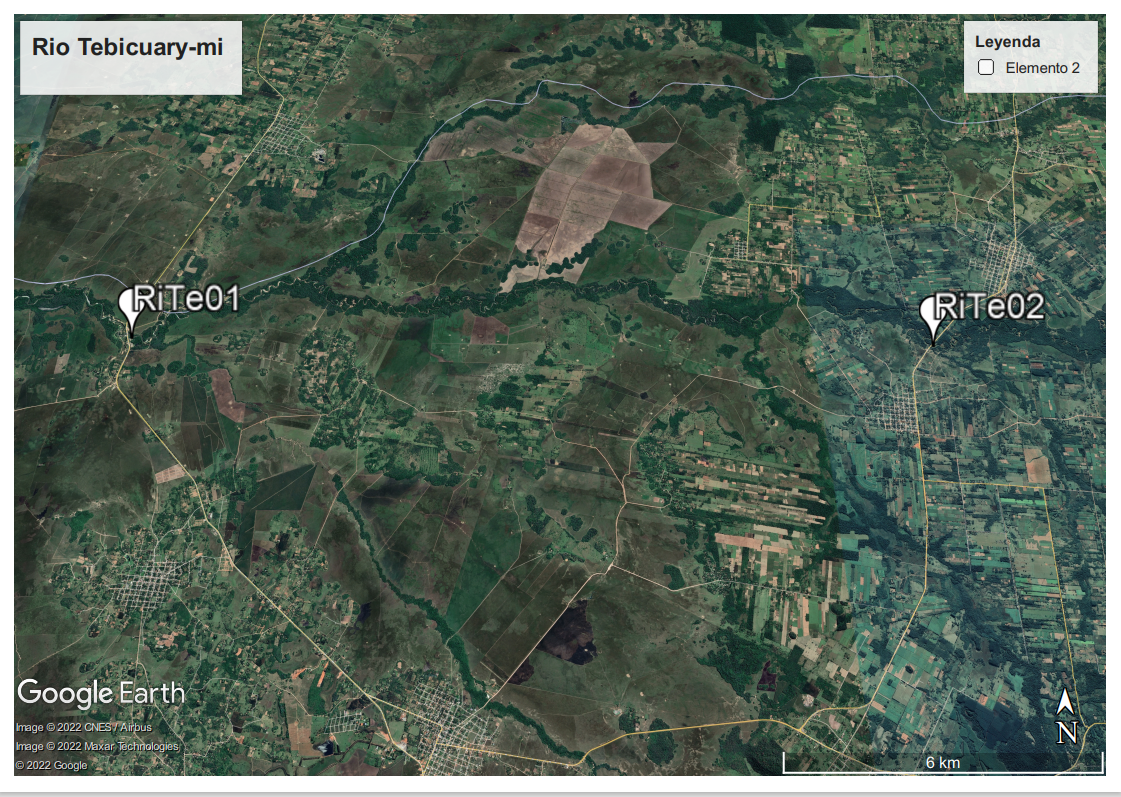 Rio Tebicuary-mi
Leyenda
Elemento 2
RiTe01
RiTe02
Google Earth
Image © 2022 CNES / Airbus
Image © 2022 Maxar Technologies
© 2022 Google
N
6 km